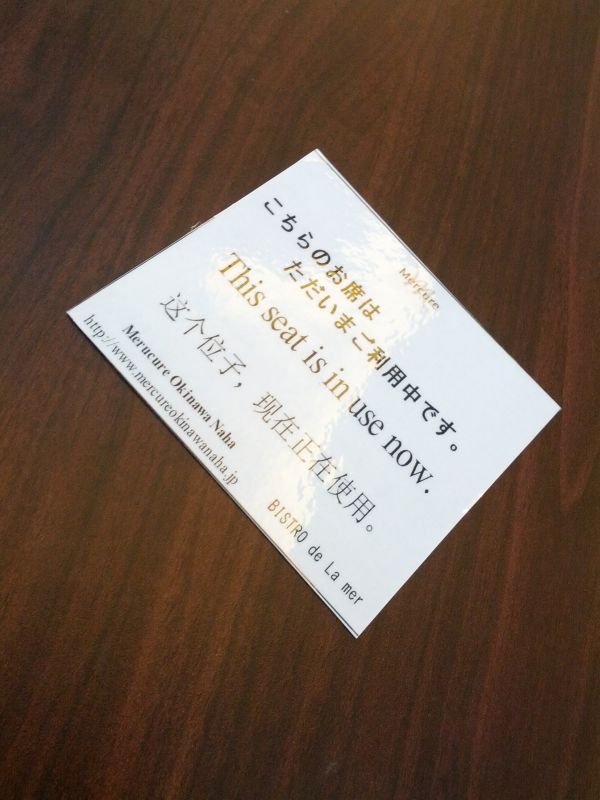 Mercure
こちらのお席は
ただいまご利用中です。
This seat is in use now.
这个位子，现在正在使用。
Merucure Okinawa Naha
http://www.mercureokinawanaha.jp
BISTRO de La mer